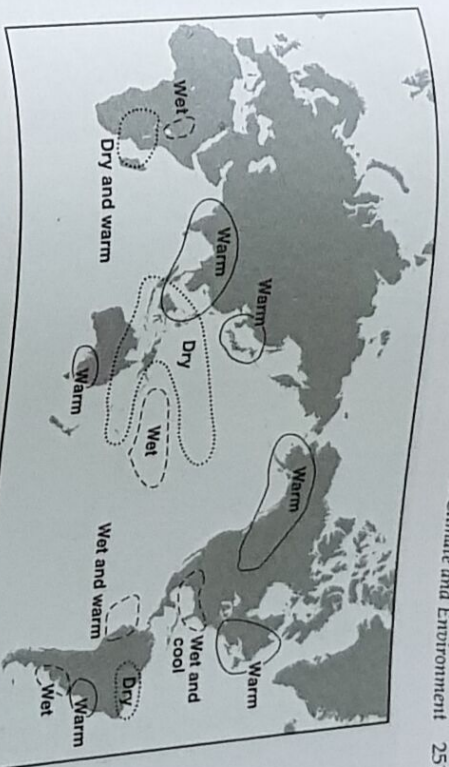 and Environment 25
Warm
Warm
Warm
Warm
Wet and
cool
Dry
Wet
Wet
Dry
Dry and warm
Wet and warm
Warm
Warm
Wet